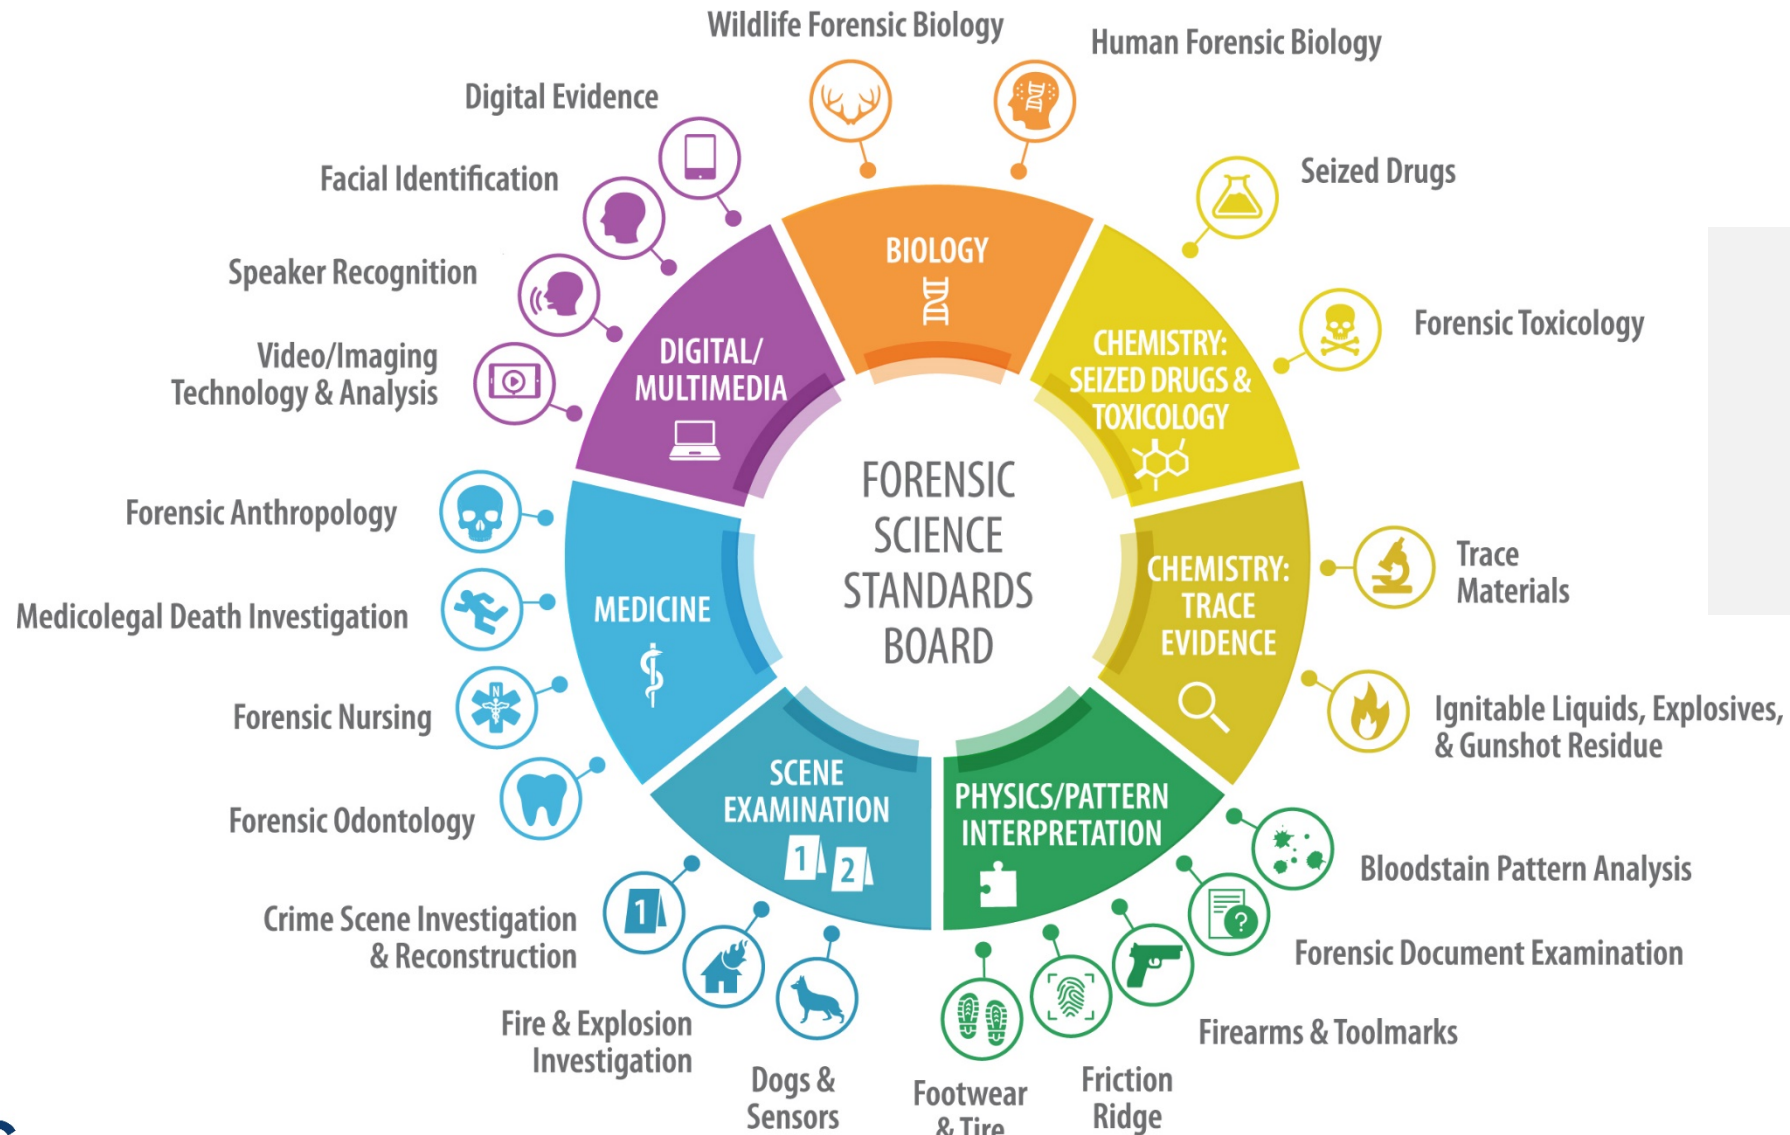 Wildlife Forensic Biology
Human Forensic Biology
Digital Evidence
Facial Identification
Seized Drugs
Speaker Recognition
Forensic Toxicology
Video/Imaging
Technology & Analysis
BIOLOGY
DIGITAL/
MULTIMEDIA
CHEMISTRY:
SEIZED DRUGS &
TOXICOLOGY
FORENSIC
SCIENCE
STANDARDS
BOARD
Forensic Anthropology
Medicolegal Death Investigation
Forensic Nursing
Forensic Odontology
MEDICINE
N
CHEMISTRY:
TRACE
EVIDENCE
Trace
Materials
Ignitable Liquids, Explosives,
& Gunshot Residue
SCENE
EXAMINATION
1
2
PHYSICS/PATTERN
INTERPRETATION
Bloodstain Pattern Analysis
?
Forensic Document Examination
Firearms & Toolmarks
1
Crime Scene Investigation
& Reconstruction
Fire & Explosion
Investigation
Dogs &
Sensors
Footwear
& Tire
Friction
Ridge